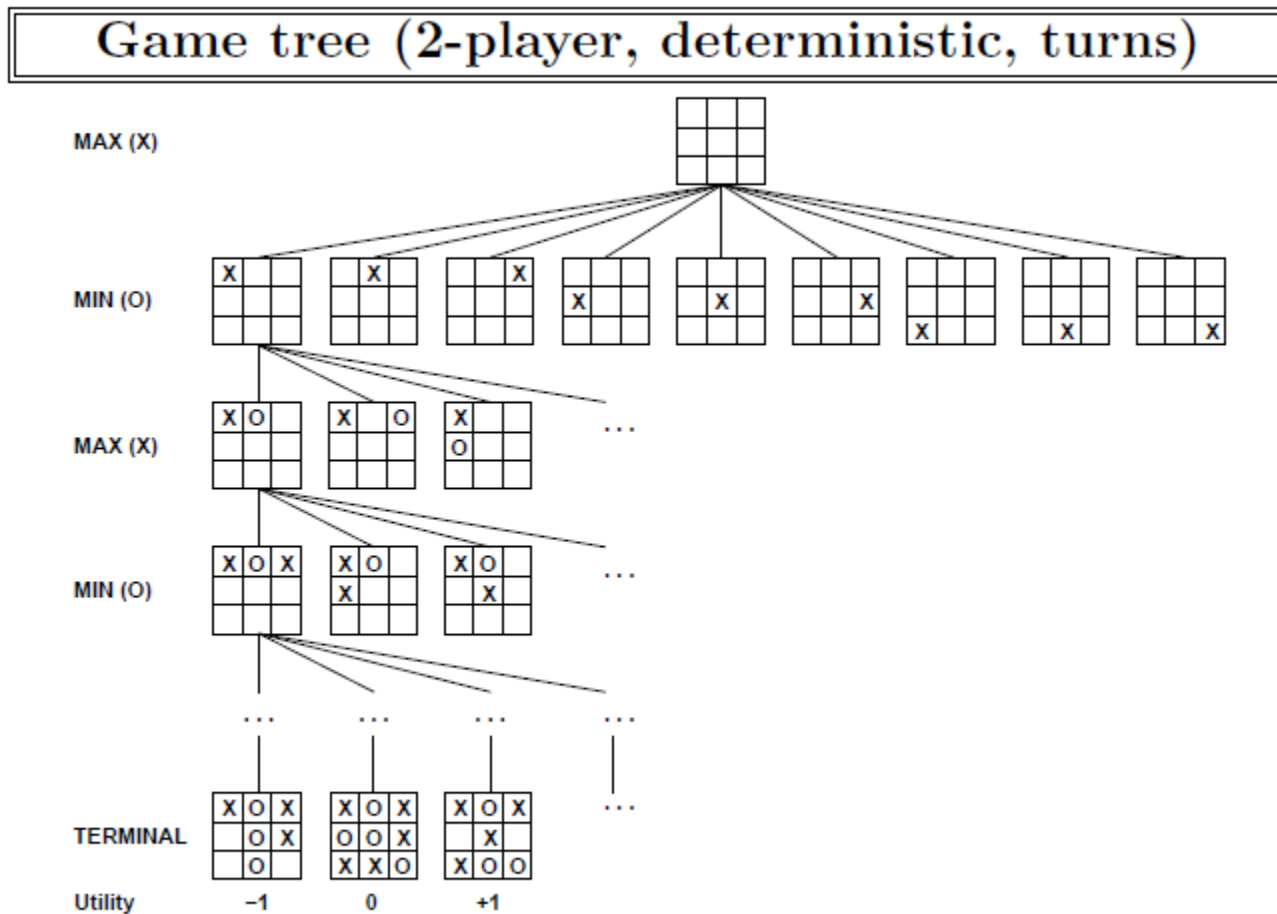 Game tree (2-player, deterministic, turns)
MAX (X)
X X X
MIN (O) X X X
X X X
X O X O X
MAX (X) O ...
X O X X O X O
MIN (O) X X ...
... ... ... ...
X O X X O X X O X ...
TERMINAL O X O O X X
O X X O X O O
Utility −1 0 +1